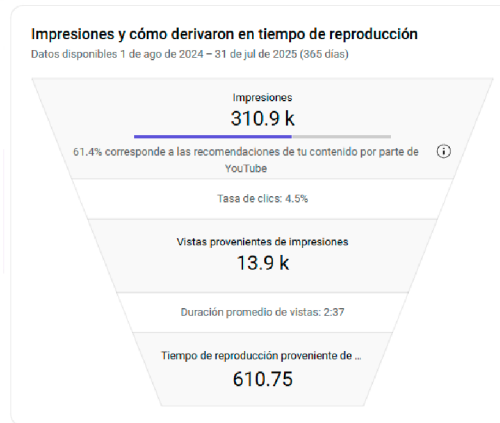 Impresiones y cómo derivaron en tiempo de reproducción
Datos disponibles 1 de ago de 2024 – 31 de jul de 2025 (365 días)
Impresiones
310.9 k
61.4% corresponde a las recomendaciones de tu contenido por parte de
YouTube
Tasa de clics: 4.5%
Vistas provenientes de impresiones
13.9 k
Duración promedio de vistas: 2:37
Tiempo de reproducción proveniente de ...
610.75